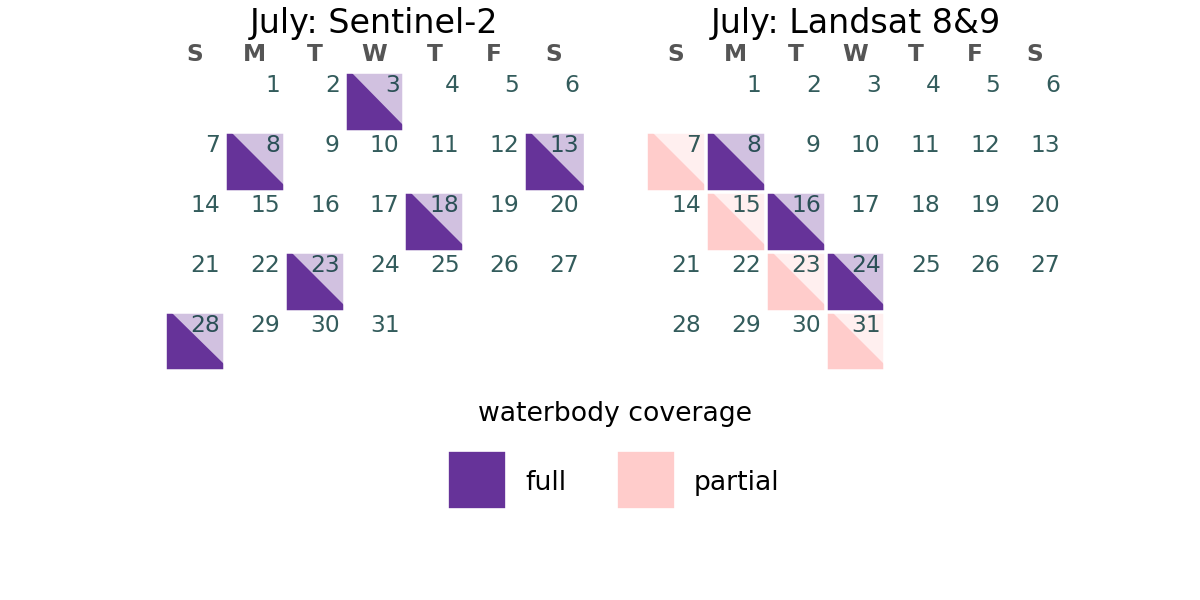 July: Sentinel-2
S M T W T F S
1 2 3 4 5 6
7 8 9 10 11 12 13
14 15 16 17 18 19 20
21 22 23 24 25 26 27
28 29 30 31
July: Landsat 8&9
S M T W T F S
1 2 3 4 5 6
7 8 9 10 11 12 13
14 15 16 17 18 19 20
21 22 23 24 25 26 27
28 29 30 31
waterbody coverage
full partial